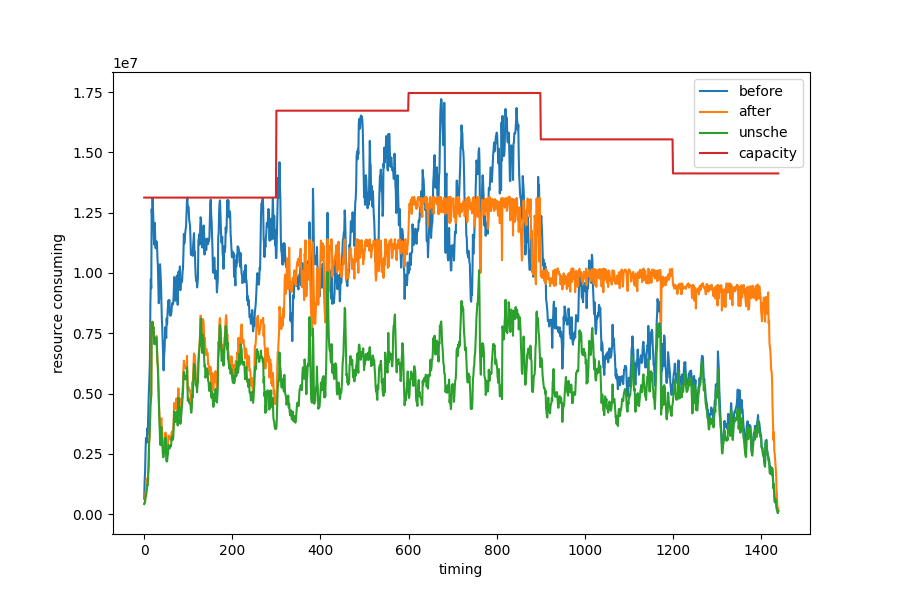 1e7
1.75
1.50
1.25
1.00
0.75
0.50
0.25
0.00
resource consuming
before
after
unsche
capacity
0 200 400 600 800 1000 1200 1400
timing